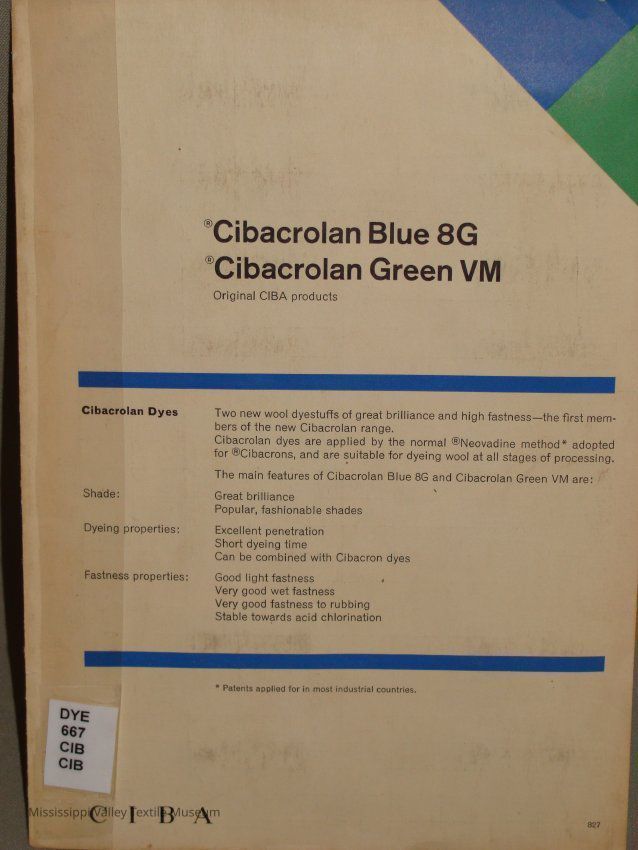 ®Cibacrolan Blue 8G
®Cibacrolan Green VM
Original CIBA products
Cibacrolan Dyes
Two new wool dyestuffs of great brilliance and high fastness—the first mem-
bers of the new Cibacrolan range.
Cibacrolan dyes are applied by the normal ®Neovadine method* adopted
for ®Cibacrons, and are suitable for dyeing wool at all stages of processing.
The main features of Cibacrolan Blue 8G and Cibacrolan Green VM are:
Shade:
Great brilliance
Popular, fashionable shades
Dyeing properties:
Excellent penetration
Short dyeing time
Can be combined with Cibacron dyes
Fastness properties:
Good light fastness
Very good wet fastness
Very good fastness to rubbing
Stable towards acid chlorination
* Patents applied for in most industrial countries.
DYE
667
CIB
CIB
Mississippi Valley Textile Museum
CIBA
827